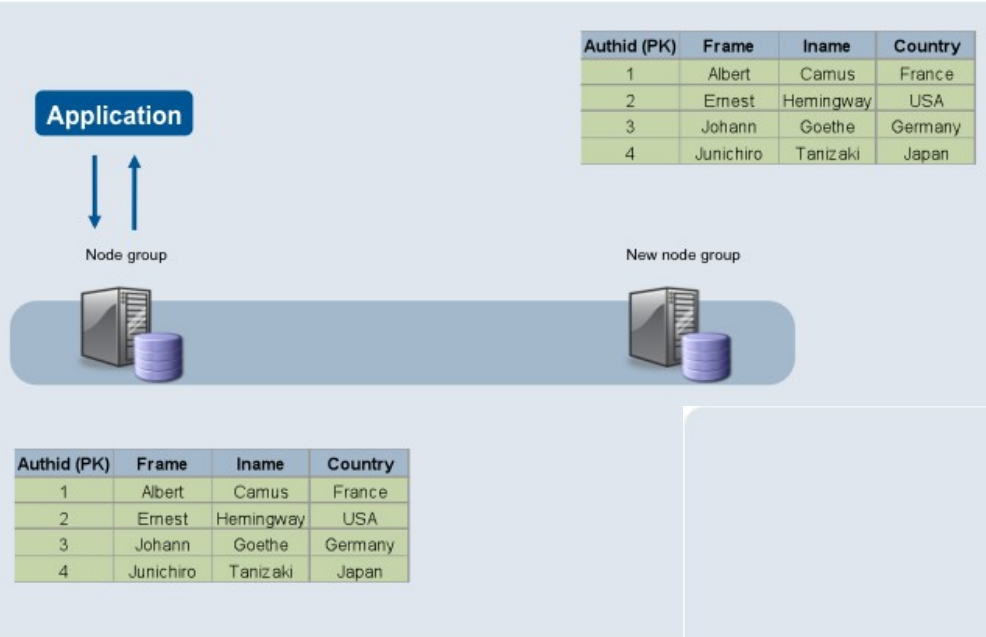 Authid (PK) Frame Iname Country
1 Albert Camus France
2 Ernest Hemingway USA
3 Johann Goethe Germany
4 Junichiro Tanizaki Japan
Application
Node group
New node group
Authid (PK) Frame Iname Country
1 Albert Camus France
2 Ernest Hemingway USA
3 Johann Goethe Germany
4 Junichiro Tanizaki Japan